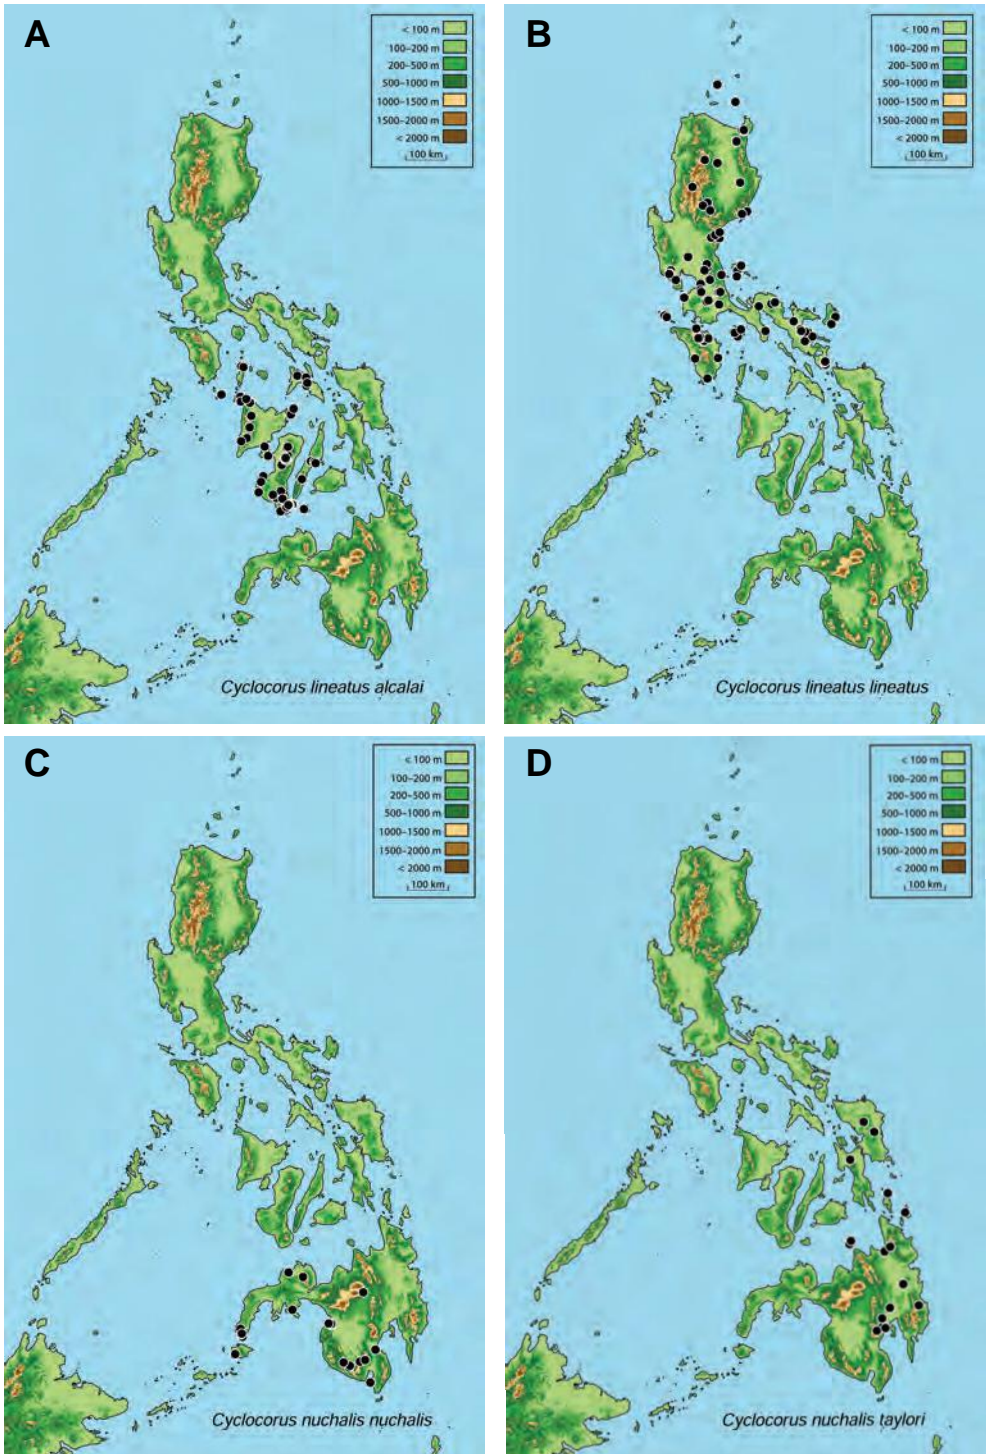 A
< 100 m
100–200 m
200–500 m
500–1000 m
1000–1500 m
1500–2000 m
< 2000 m
100 km
Cyclocorus lineatus alcalai
B
< 100 m
100–200 m
200–500 m
500–1000 m
1000–1500 m
1500–2000 m
< 2000 m
100 km
Cyclocorus lineatus lineatus
C
< 100 m
100–200 m
200–500 m
500–1000 m
1000–1500 m
1500–2000 m
< 2000 m
100 km
Cyclocorus nuchalis nuchalis
D
< 100 m
100–200 m
200–500 m
500–1000 m
1000–1500 m
1500–2000 m
< 2000 m
100 km
Cyclocorus nuchalis taylori